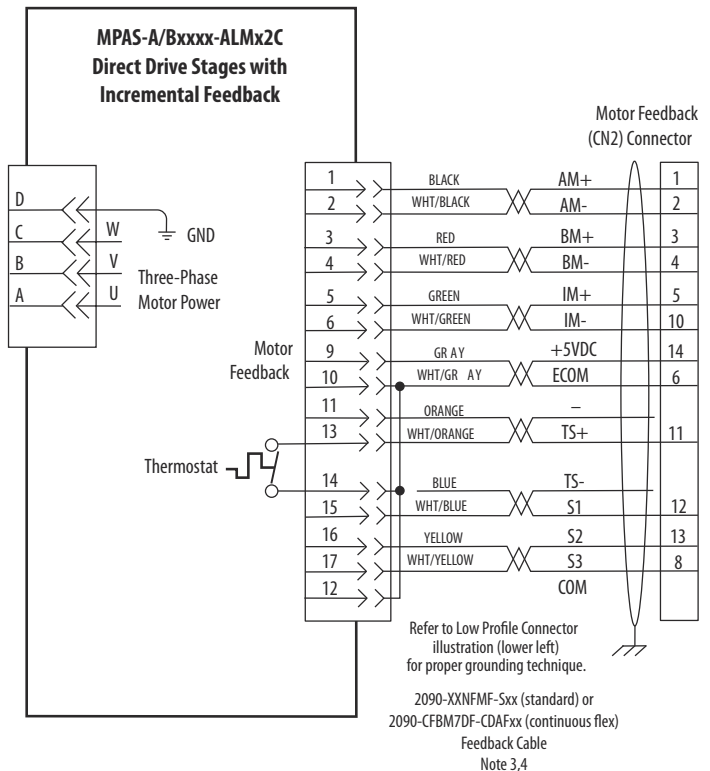 MPAS-A/Bxxxx-ALMx2C
Direct Drive Stages with
Incremental Feedback
Motor Feedback
(CN2) Connector
D
C W GND
B V Three-Phase
A U Motor Power
Motor
Feedback
Thermostat
1 BLACK AM+ 1
2 WHT/BLACK AM- 2
3 RED BM+ 3
4 WHT/RED BM- 4
5 GREEN IM+ 5
6 WHT/GREEN IM- 10
9 GR AY +5VDC 14
10 WHT/GR AY ECOM 6
11 ORANGE –
13 WHT/ORANGE TS+ 11
14 BLUE TS-
15 WHT/BLUE S1 12
16 YELLOW S2 13
17 WHT/YELLOW S3 8
12 COM
Refer to Low Profile Connector
illustration (lower left)
for proper grounding technique.
2090-XXNFMF-Sxx (standard) or
2090-CFBM7DF-CDAFxx (continuous flex)
Feedback Cable
Note 3,4